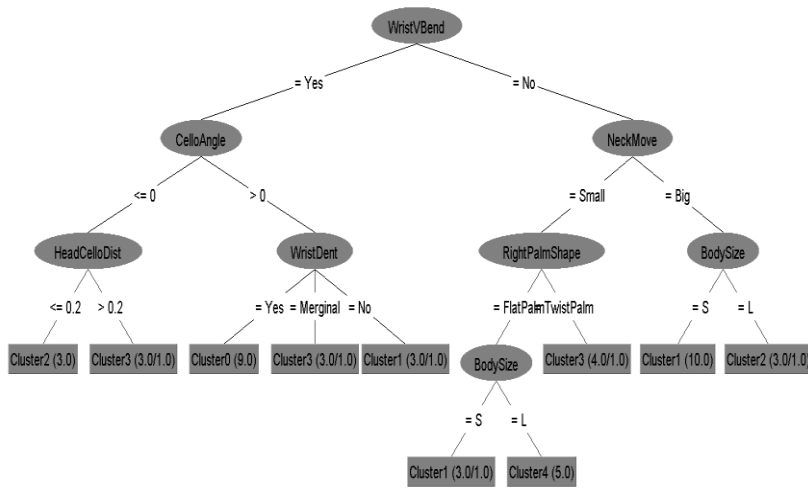 WristVBend
= Yes
= No
CelloAngle
NeckMove
<= 0
> 0
= Small
= Big
HeadCelloDist
WristDent
RightPalmShape
BodySize
<= 0.2
> 0.2
= Yes
= Merginal
= No
= FlatPalm
=TwistPalm
= S
= L
Cluster2 (3.0)
Cluster3 (3.0/1.0)
Cluster0 (9.0)
Cluster3 (3.0/1.0)
Cluster1 (3.0/1.0)
BodySize
Cluster3 (4.0/1.0)
Cluster1 (10.0)
Cluster2 (3.0/1.0)
= S
= L
Cluster1 (3.0/1.0)
Cluster4 (5.0)